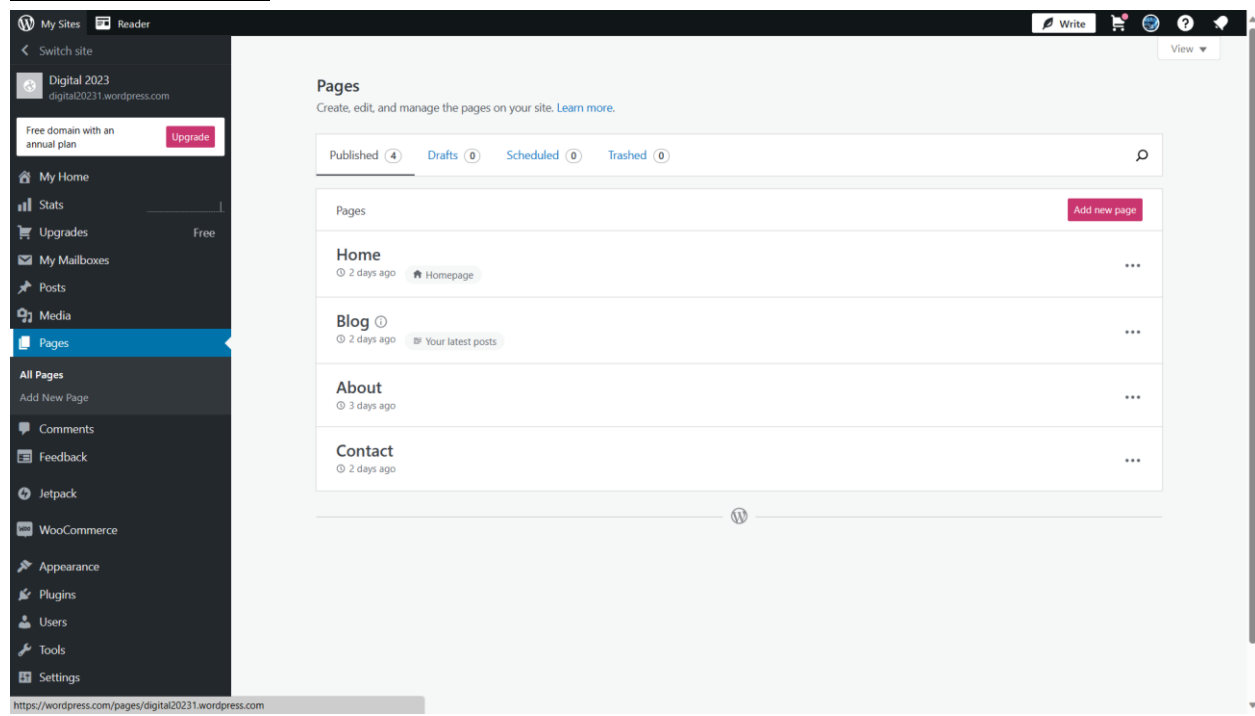 My Sites Reader Write
Switch site View
Digital 2023
digital20231.wordpress.com
Free domain with an
annual plan
Upgrade
My Home
Stats
Upgrades Free
My Mailboxes
Posts
Media
Pages
All Pages
Add New Page
Comments
Feedback
Jetpack
WOO WooCommerce
Appearance
Plugins
Users
Tools
Settings
https://wordpress.com/pages/digital20231.wordpress.com
Pages
Create, edit, and manage the pages on your site. Learn more.
Published 4 Drafts 0 Scheduled 0 Trashed 0
Pages Add new page
Home
2 days ago Homepage
Blog
2 days ago Your latest posts
About
3 days ago
Contact
2 days ago